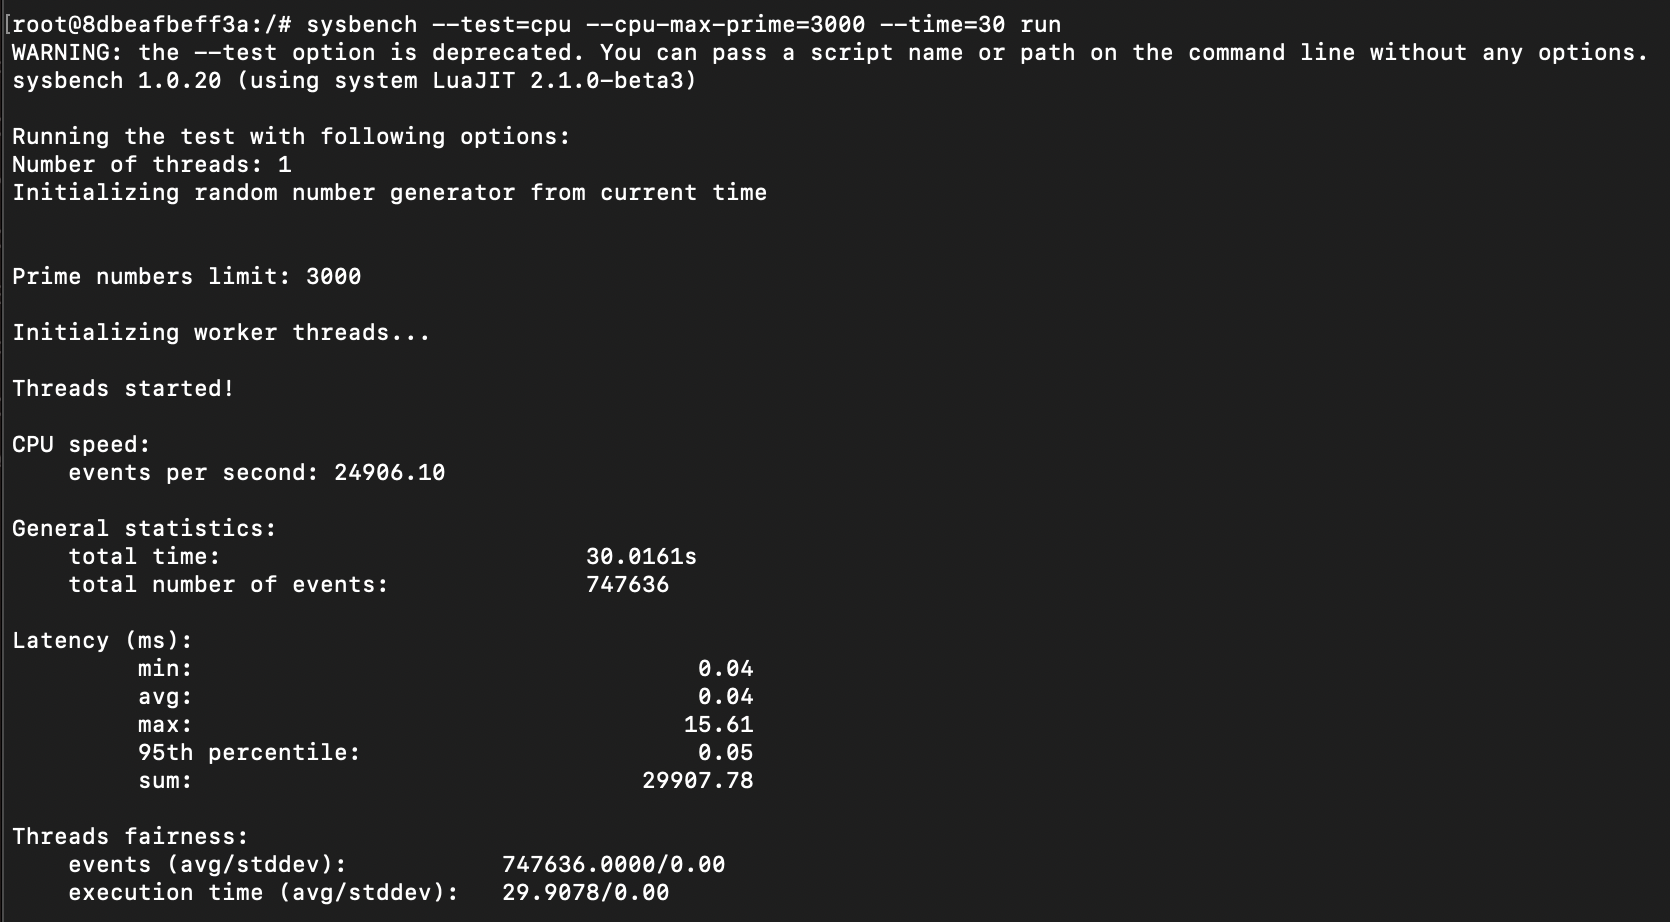 [root@8dbeafbeff3a:/# sysbench --test=cpu --cpu-max-prime=3000 --time=30 run
WARNING: the --test option is deprecated. You can pass a script name or path on the command line without any options.
sysbench 1.0.20 (using system LuaJIT 2.1.0-beta3)
Running the test with following options:
Number of threads: 1
Initializing random number generator from current time
Prime numbers limit: 3000
Initializing worker threads...
Threads started!
CPU speed:
events per second: 24906.10
General statistics:
total time: 30.0161s
total number of events: 747636
Latency (ms):
min: 0.04
avg: 0.04
max: 15.61
95th percentile: 0.05
sum: 29907.78
Threads fairness:
events (avg/stddev): 747636.0000/0.00
execution time (avg/stddev): 29.9078/0.00